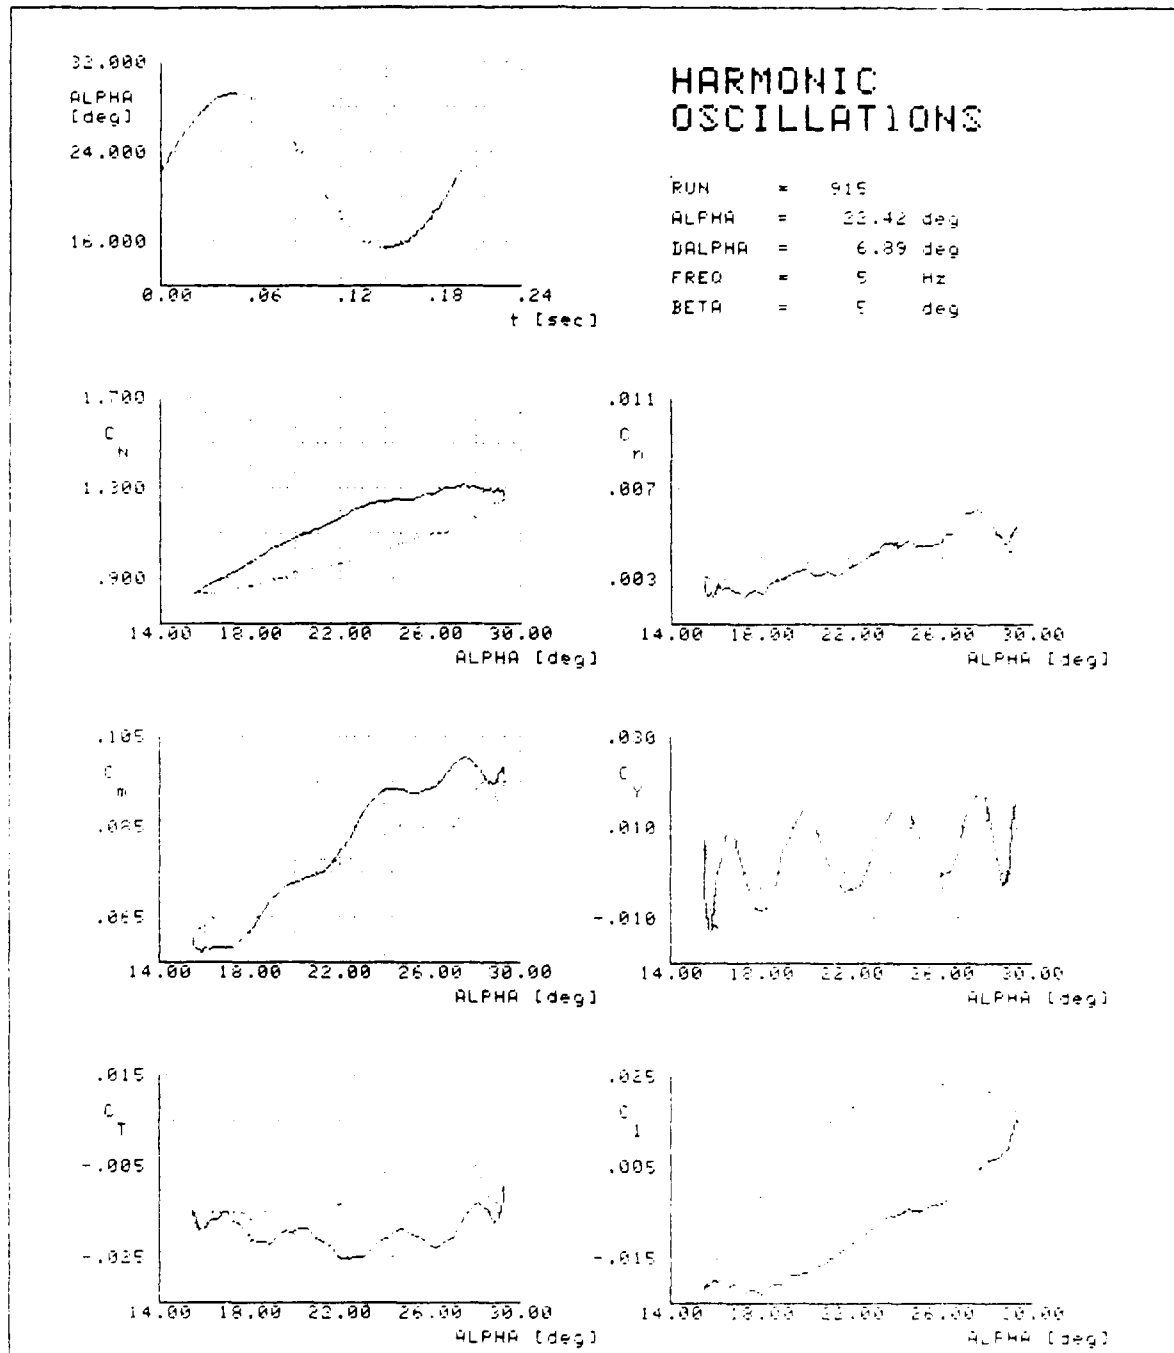 HARMONIC
OSCILLATIONS
RUN = 915
ALPHA = 22.42 deg
DALPHA = 6.89 deg
FREQ = 5 Hz
BETA = 5 deg
32.000
ALPHA
[deg]
24.000
16.000
0.00 .06 .12 .18 .24
t [sec]
1.700
C N
1.300
.900
14.00 18.00 22.00 26.00 30.00
ALPHA [deg]
.011
C n
.007
.003
14.00 18.00 22.00 26.00 30.00
ALPHA [deg]
.105
C m
.085
.065
14.00 18.00 22.00 26.00 30.00
ALPHA [deg]
.030
C Y
.010
-.010
14.00 18.00 22.00 26.00 30.00
ALPHA [deg]
.015
C T
-.005
-.025
14.00 18.00 22.00 26.00 30.00
ALPHA [deg]
.025
C l
.005
-.015
14.00 18.00 22.00 26.00 30.00
ALPHA [deg]